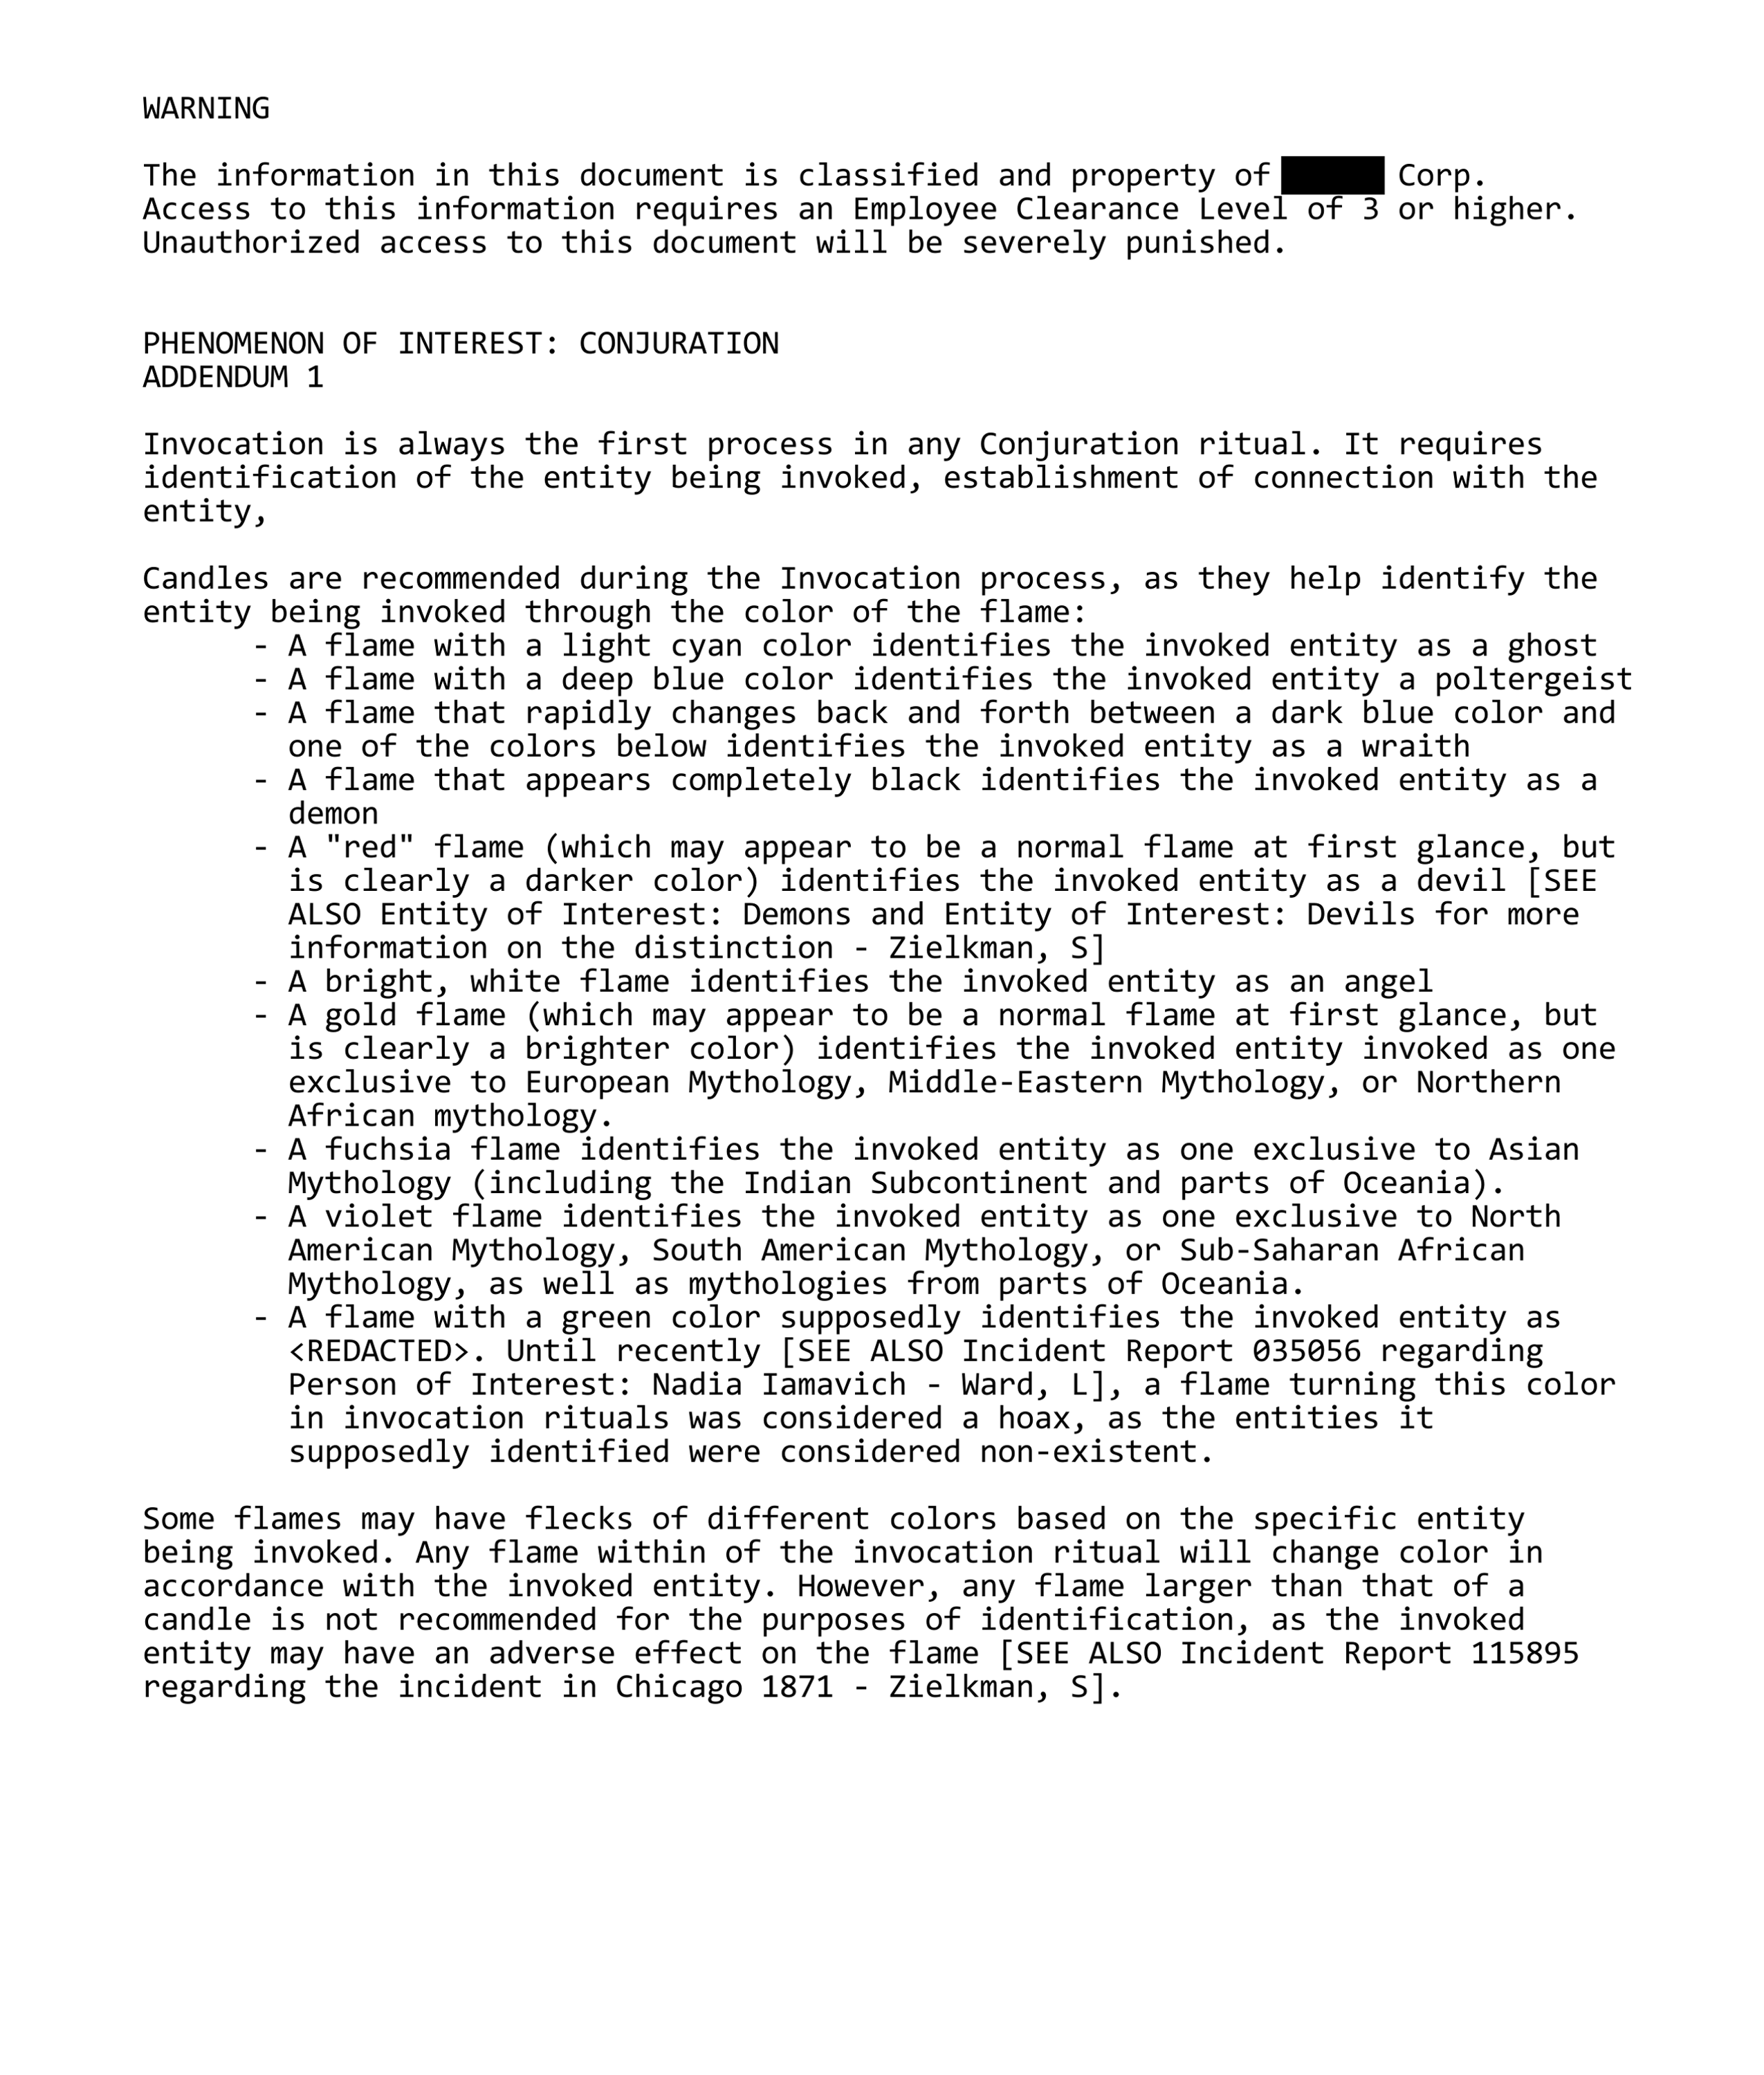 WARNING
The information in this document is classified and property of Corp.
Access to this information requires an Employee Clearance Level of 3 or higher.
Unauthorized access to this document will be severely punished.
PHENOMENON OF INTEREST: CONJURATION
ADDENDUM 1
Invocation is always the first process in any Conjuration ritual. It requires
identification of the entity being invoked, establishment of connection with the
entity,
Candles are recommended during the Invocation process, as they help identify the
entity being invoked through the color of the flame:
- A flame with a light cyan color identifies the invoked entity as a ghost
- A flame with a deep blue color identifies the invoked entity a poltergeist
- A flame that rapidly changes back and forth between a dark blue color and
one of the colors below identifies the invoked entity as a wraith
- A flame that appears completely black identifies the invoked entity as a
demon
- A "red" flame (which may appear to be a normal flame at first glance, but
is clearly a darker color) identifies the invoked entity as a devil [SEE
ALSO Entity of Interest: Demons and Entity of Interest: Devils for more
information on the distinction - Zielkman, S]
- A bright, white flame identifies the invoked entity as an angel
- A gold flame (which may appear to be a normal flame at first glance, but
is clearly a brighter color) identifies the invoked entity invoked as one
exclusive to European Mythology, Middle-Eastern Mythology, or Northern
African mythology.
- A fuchsia flame identifies the invoked entity as one exclusive to Asian
Mythology (including the Indian Subcontinent and parts of Oceania).
- A violet flame identifies the invoked entity as one exclusive to North
American Mythology, South American Mythology, or Sub-Saharan African
Mythology, as well as mythologies from parts of Oceania.
- A flame with a green color supposedly identifies the invoked entity as
<REDACTED>. Until recently [SEE ALSO Incident Report 035056 regarding
Person of Interest: Nadia Iamavich - Ward, L], a flame turning this color
in invocation rituals was considered a hoax, as the entities it
supposedly identified were considered non-existent.
Some flames may have flecks of different colors based on the specific entity
being invoked. Any flame within of the invocation ritual will change color in
accordance with the invoked entity. However, any flame larger than that of a
candle is not recommended for the purposes of identification, as the invoked
entity may have an adverse effect on the flame [SEE ALSO Incident Report 115895
regarding the incident in Chicago 1871 - Zielkman, S].